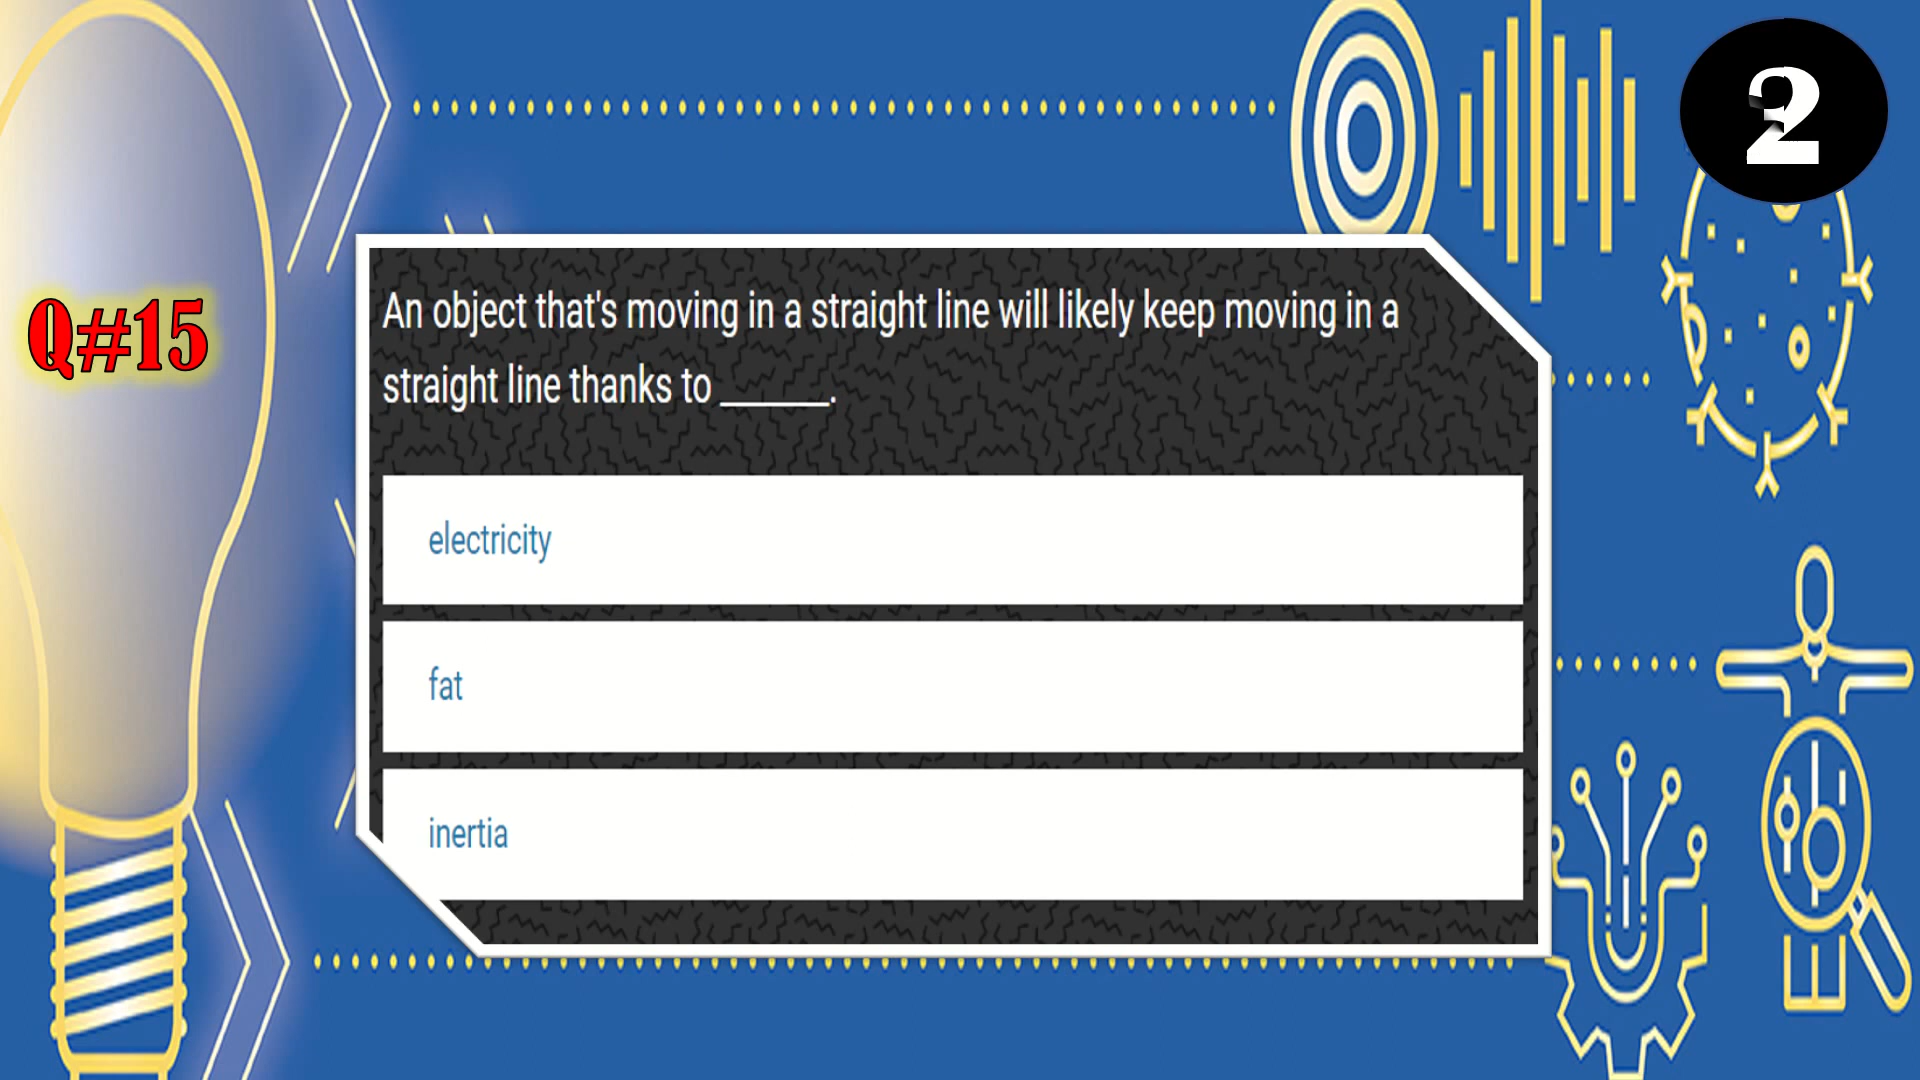 2
Q#15
An object that's moving in a straight line will likely keep moving in a
straight line thanks to ______.
electricity
fat
inertia